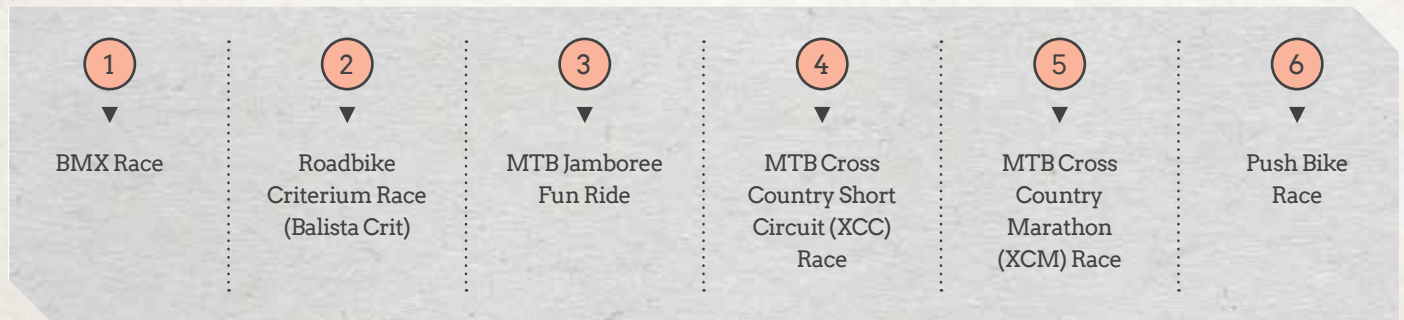 1
BMX Race
2
Roadbike
Criterium Race
(Balista Crit)
3
MTB Jamboree
Fun Ride
4
MTB Cross
Country Short
Circuit (XCC)
Race
5
MTB Cross
Country
Marathon
(XCM) Race
6
Push Bike
Race